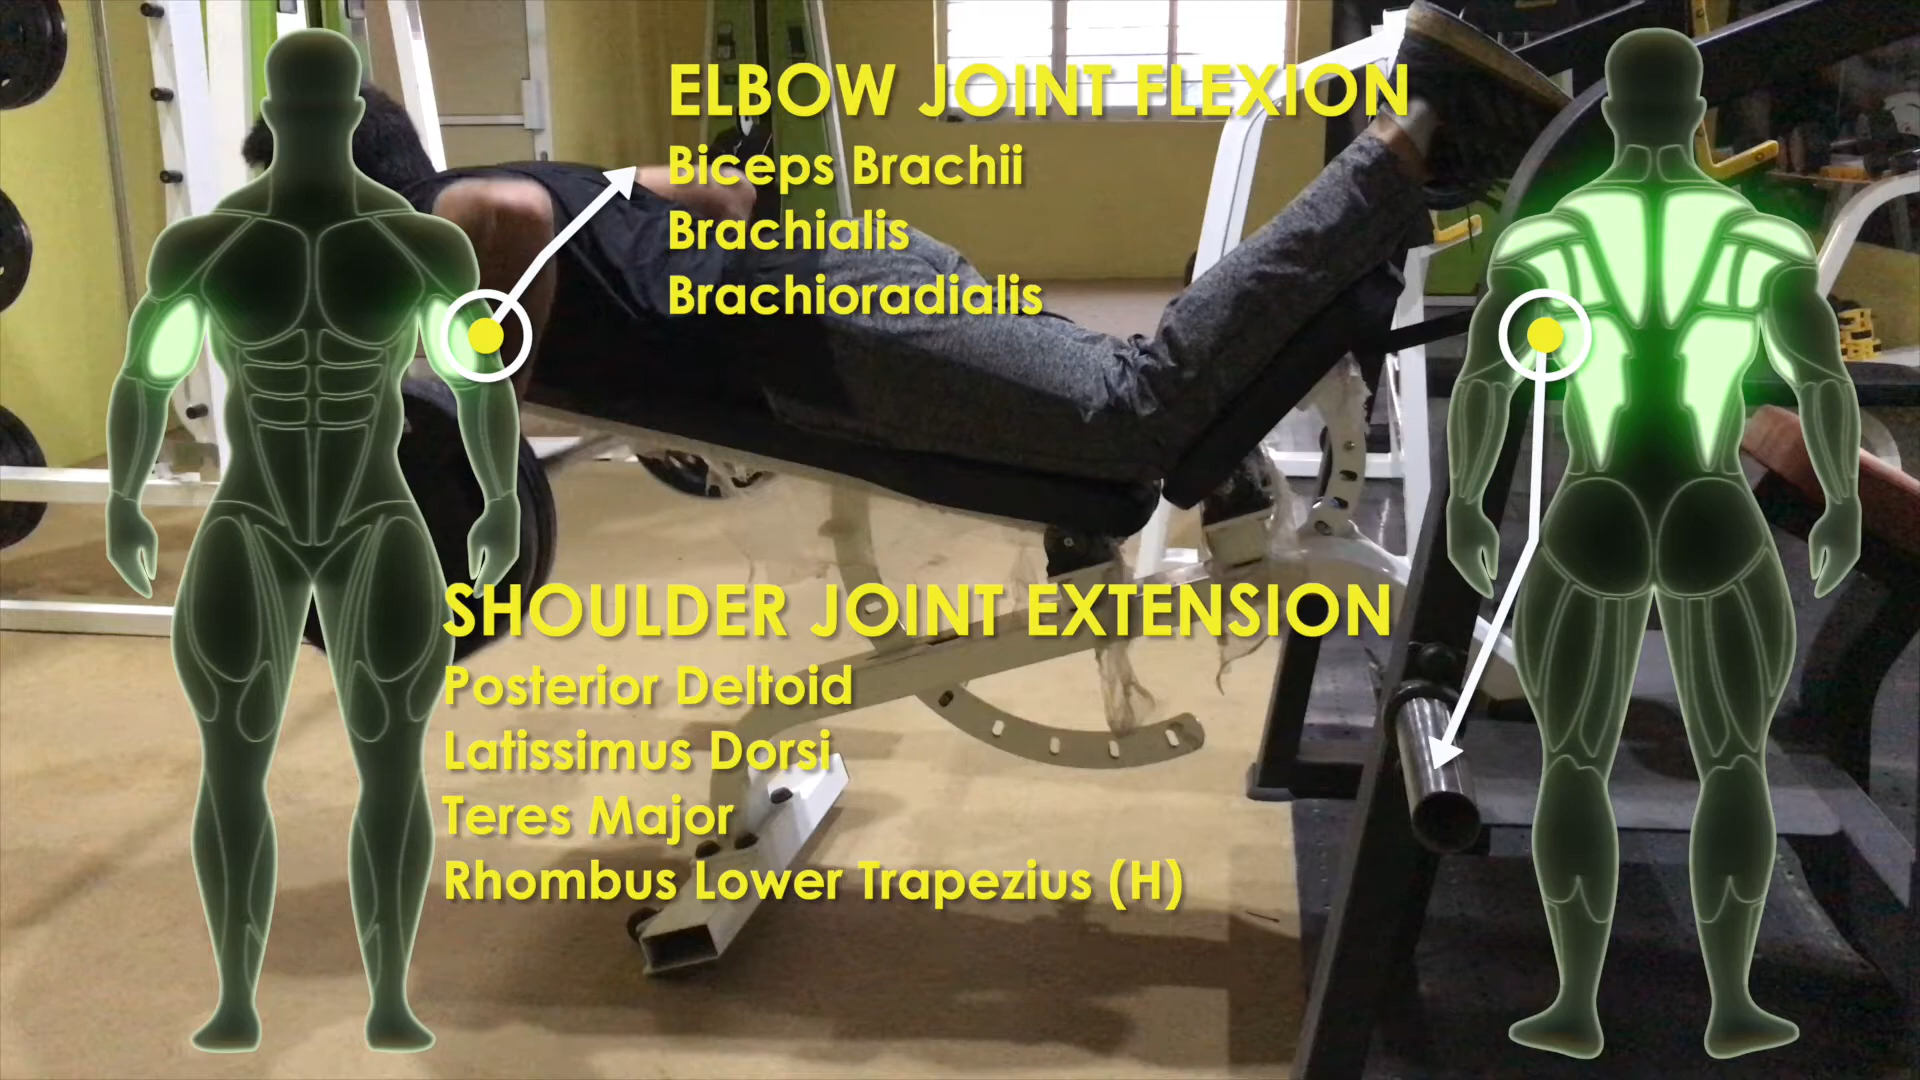 ELBOW JOINT FLEXION
Biceps Brachii
Brachialis
Brachioradialis
SHOULDER JOINT EXTENSION
Posterior Deltoid
Latissimus Dorsi
Teres Major
Rhombus Lower Trapezius (H)